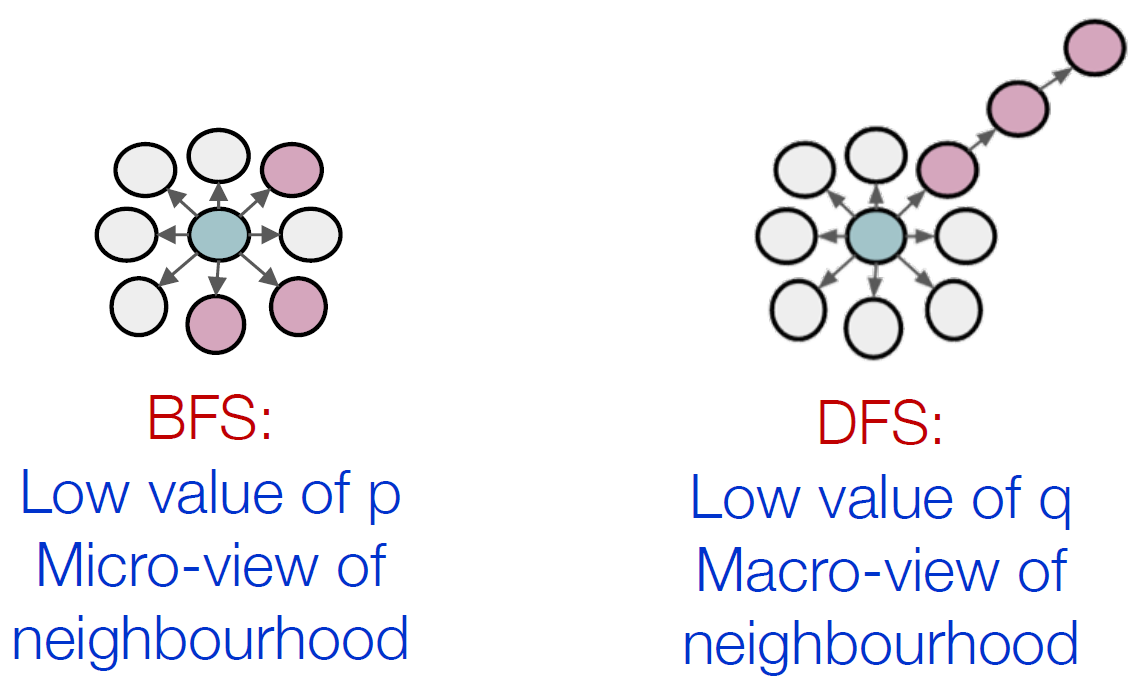 BFS:
Low value of p
Micro-view of
neighbourhood
DFS:
Low value of q
Macro-view of
neighbourhood